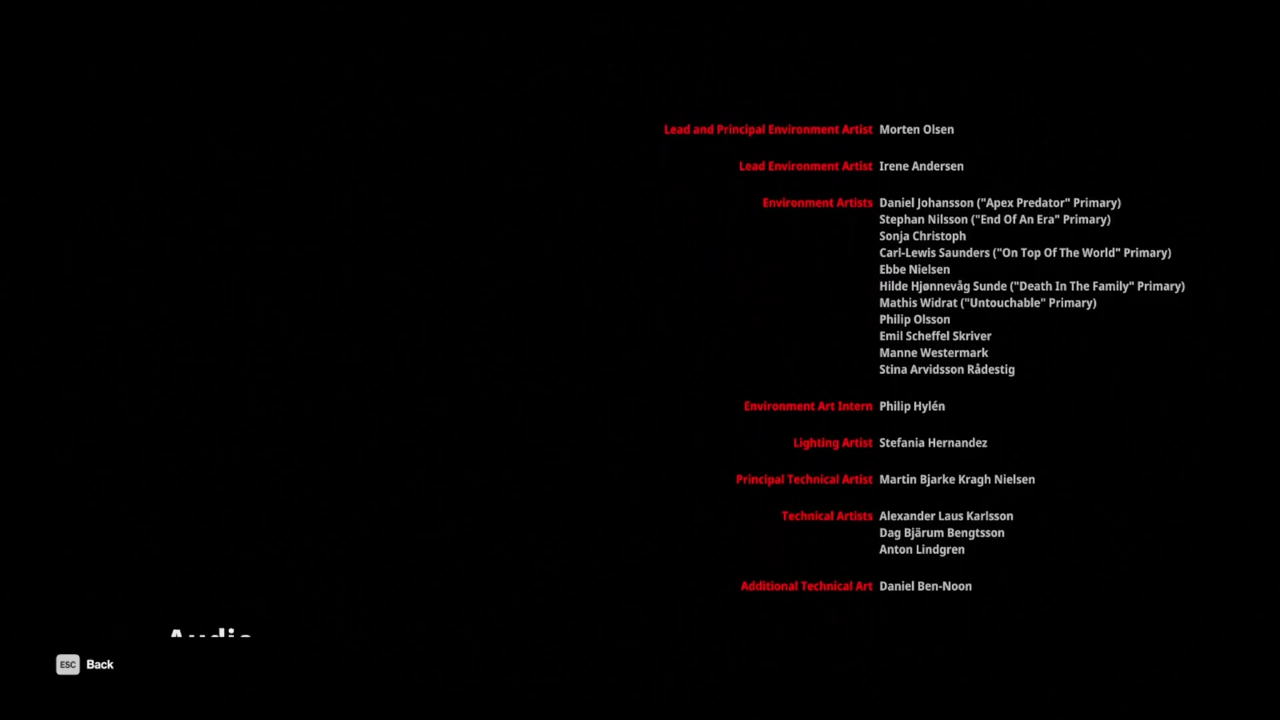 Lead and Principal Environment Artist Morten Olsen
Lead Environment Artist Irene Andersen
Environment Artists Daniel Johansson ("Apex Predator" Primary)
Stephan Nilsson ("End Of An Era" Primary)
Sonja Christoph
Carl-Lewis Saunders ("On Top Of The World" Primary)
Ebbe Nielsen
Hilde Hjønnevåg Sunde ("Death In The Family" Primary)
Mathis Widrat ("Untouchable" Primary)
Philip Olsson
Emil Scheffel Skriver
Manne Westermark
Stina Arvidsson Rådestig
Environment Art Intern Philip Hylén
Lighting Artist Stefania Hernandez
Principal Technical Artist Martin Bjarke Kragh Nielsen
Technical Artists Alexander Laus Karlsson
Dag Bjärum Bengtsson
Anton Lindgren
Additional Technical Art Daniel Ben-Noon
Audio
ESC Back